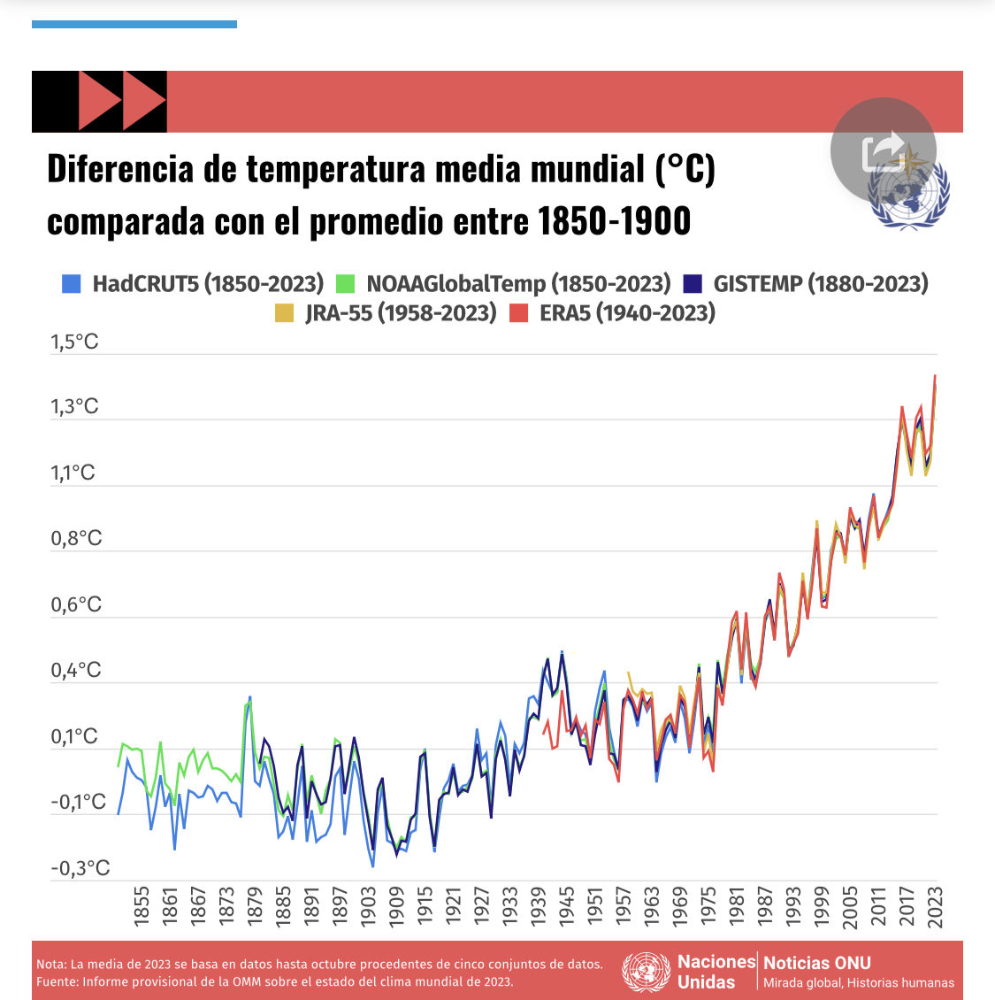 Diferencia de temperatura media mundial (°C)
comparada con el promedio entre 1850-1900
HadCRUT5 (1850-2023) NOAAGlobalTemp (1850-2023) GISTEMP (1880-2023)
JRA-55 (1958-2023) ERA5 (1940-2023)
1,5°C
1,3°C
1,1°C
0,8°C
0,6°C
0,4°C
0,1°C
-0,1°C
-0,3°C
1855 1861 1867 1873 1879 1885 1891 1897 1903 1909 1915 1921 1927 1933 1939 1945 1951 1957 1963 1969 1975 1981 1987 1993 1999 2005 2011 2017 2023
Nota: La media de 2023 se basa en datos hasta octubre procedentes de cinco conjuntos de datos.
Fuente: Informe provisional de la OMM sobre el estado del clima mundial de 2023.
Naciones
Unidas
Noticias ONU
Mirada global, Historias humanas